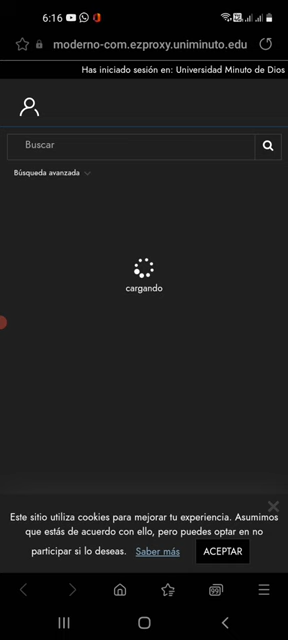 6:16
moderno-com.ezproxy.uniminuto.edu
Has iniciado sesión en: Universidad Minuto de Dios
Buscar
Búsqueda avanzada
cargando
Este sitio utiliza cookies para mejorar tu experiencia. Asumimos
que estás de acuerdo con ello, pero puedes optar en no
participar si lo deseas. Saber más ACEPTAR